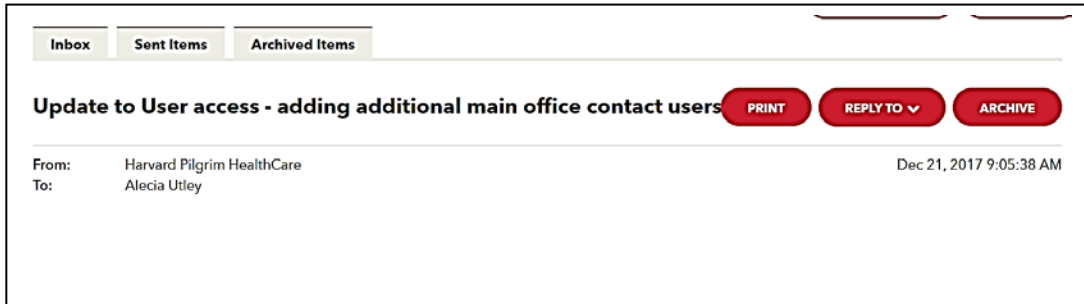 Inbox Sent Items Archived Items
Update to User access - adding additional main office contact users PRINT REPLY TO ARCHIVE
From: Harvard Pilgrim HealthCare Dec 21, 2017 9:05:38 AM
To: Alecia Utley